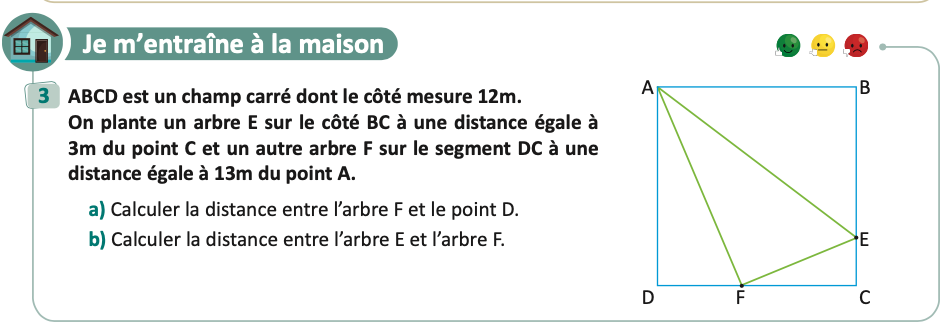 Je m’entraîne à la maison
3 ABCD est un champ carré dont le côté mesure 12m.
On plante un arbre E sur le côté BC à une distance égale à
3m du point C et un autre arbre F sur le segment DC à une
distance égale à 13m du point A.
a) Calculer la distance entre l’arbre F et le point D.
b) Calculer la distance entre l’arbre E et l’arbre F.
A
B
E
D
F
C